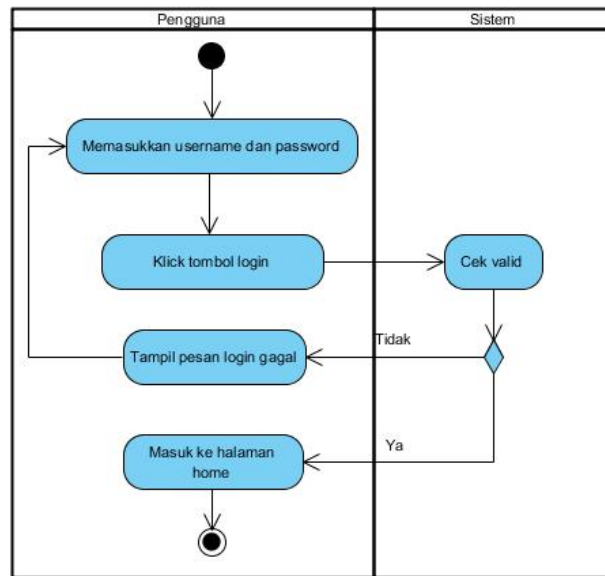 Pengguna
Sistem
Memasukkan username dan password
Klick tombol login
Cek valid
Tidak
Tampil pesan login gagal
Ya
Masuk ke halaman
home